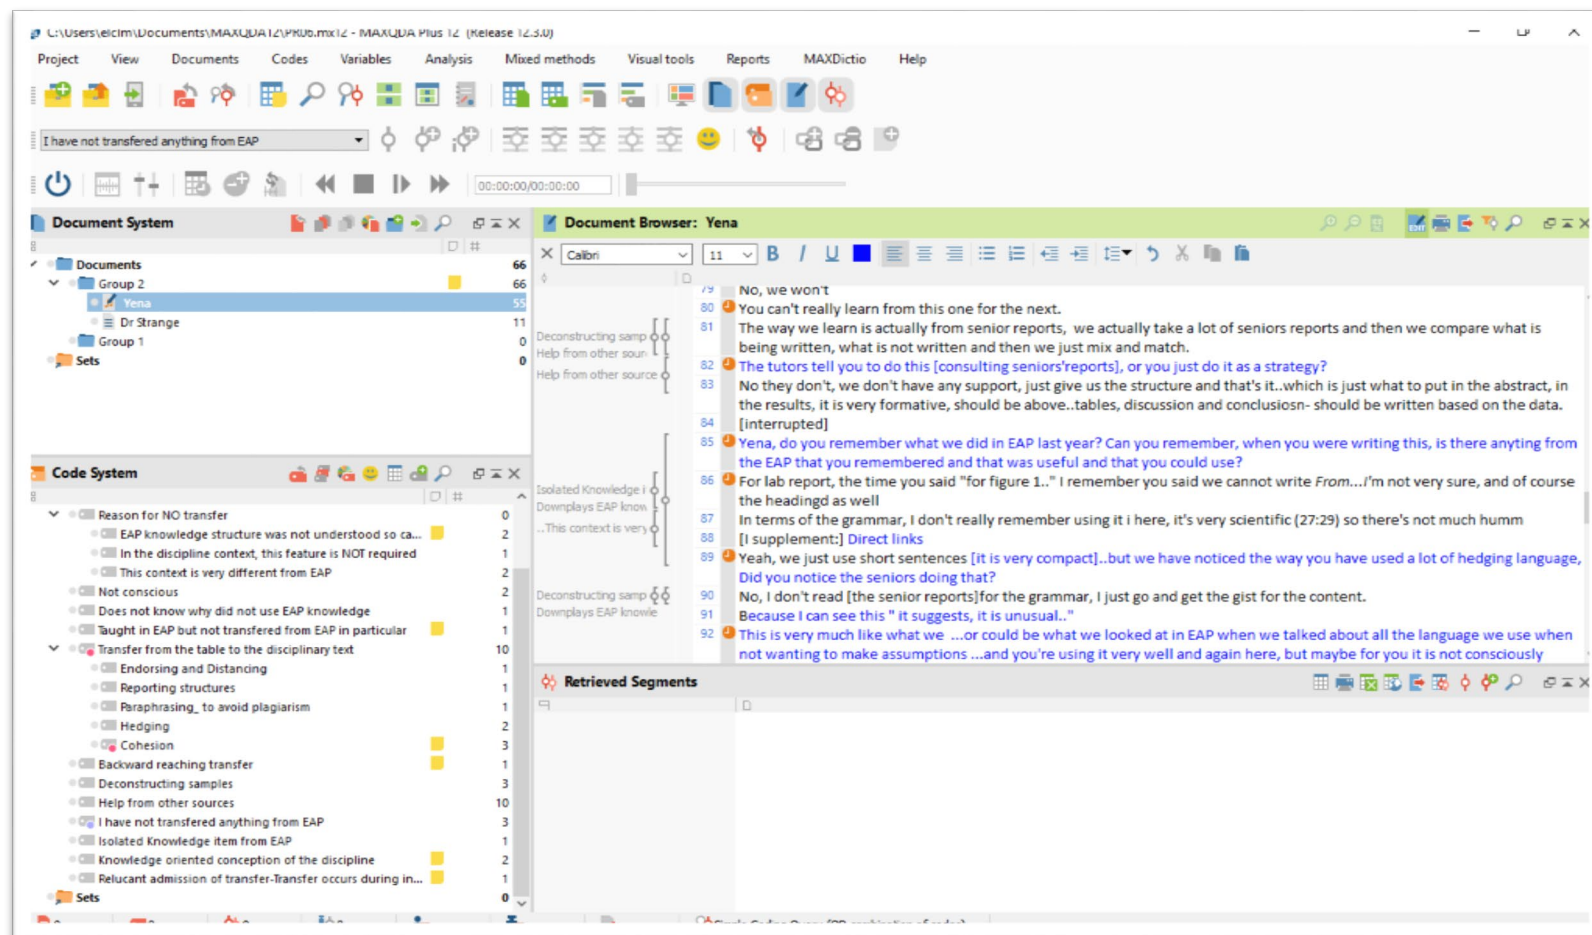 C:\Users\elcim\Documents\MAXQDA12\PR06.mx12 - MAXQDA Plus 12 (Release 12.3.0)
Project View Documents Codes Variables Analysis Mixed methods Visual tools Reports MAXDictio Help
I have not transfered anything from EAP
00:00:00/00:00:00
Document System
#
Documents 66
Group 2 66
Yena 55
Dr Strange 11
Group 1 0
Sets 0
Code System
#
Reason for NO transfer 0
EAP knowledge structure was not understood so ca... 2
In the discipline context, this feature is NOT required 1
This context is very different from EAP 2
Not conscious 2
Does not know why did not use EAP knowledge 1
Taught in EAP but not transfered from EAP in particular 1
Transfer from the table to the disciplinary text 10
Endorsing and Distancing 1
Reporting structures 1
Paraphrasing_ to avoid plagiarism 1
Hedging 2
Cohesion 3
Backward reaching transfer 1
Deconstructing samples 3
Help from other sources 10
I have not transfered anything from EAP 3
Isolated Knowledge item from EAP 1
Knowledge oriented conception of the discipline 2
Relucant admission of transfer-Transfer occurs during in... 1
Sets 0
Document Browser: Yena
Calibri 11 B I U
Deconstructing samp
Help from other sour
Help from other source
Isolated Knowledge i
Downplays EAP know
..This context is very
Deconstructing samp
Downplays EAP knowle
79 No, we won't
80 You can't really learn from this one for the next.
81 The way we learn is actually from senior reports, we actually take a lot of seniors reports and then we compare what is
being written, what is not written and then we just mix and match.
82 The tutors tell you to do this [consulting seniors'reports], or you just do it as a strategy?
83 No they don't, we don't have any support, just give us the structure and that's it..which is just what to put in the abstract, in
the results, it is very formative, should be above..tables, discussion and conclusiosn- should be written based on the data.
84 [interrupted]
85 Yena, do you remember what we did in EAP last year? Can you remember, when you were writing this, is there anyting from
the EAP that you remembered and that was useful and that you could use?
86 For lab report, the time you said "for figure 1.." I remember you said we cannot write From...I'm not very sure, and of course
the headingd as well
87 In terms of the grammar, I don't really remember using it i here, it's very scientific (27:29) so there's not much humm
88 [I supplement:] Direct links
89 Yeah, we just use short sentences [it is very compact]..but we have noticed the way you have used a lot of hedging language,
Did you notice the seniors doing that?
90 No, I don't read [the senior reports]for the grammar, I just go and get the gist for the content.
91 Because I can see this " it suggests, it is unusual.."
92 This is very much like what we ...or could be what we looked at in EAP when we talked about all the language we use when
not wanting to make assumptions ...and you're using it very well and again here, but maybe for you it is not consciously
Retrieved Segments